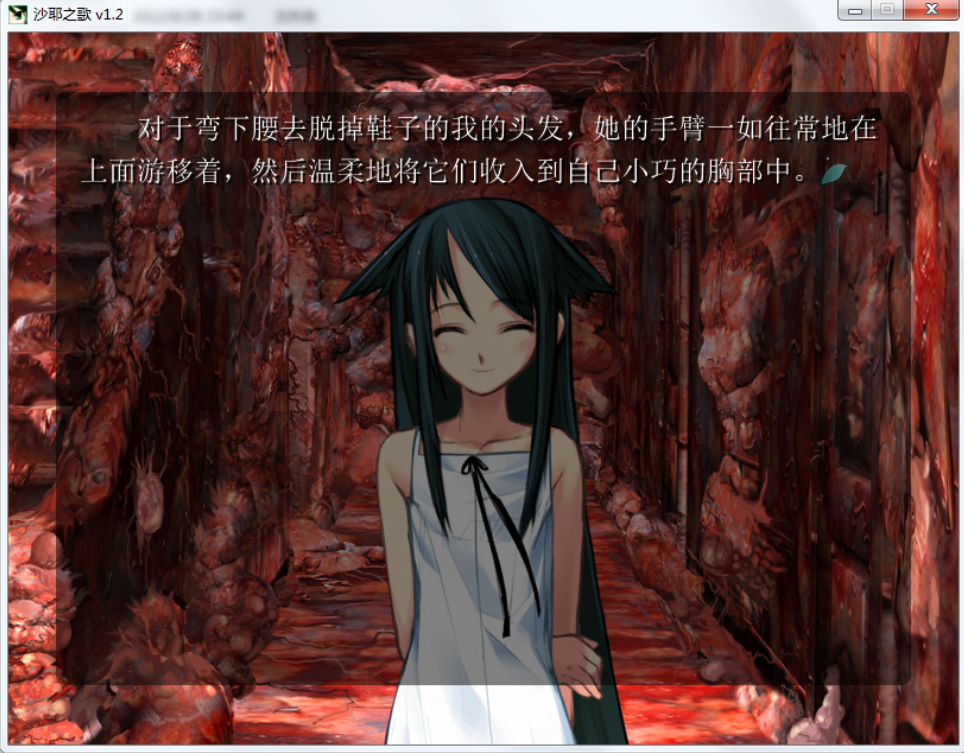 沙耶之歌 v1.2
对于弯下腰去脱掉鞋子的我的头发，她的手臂一如往常地在
上面游移着，然后温柔地将它们收入到自己小巧的胸部中。